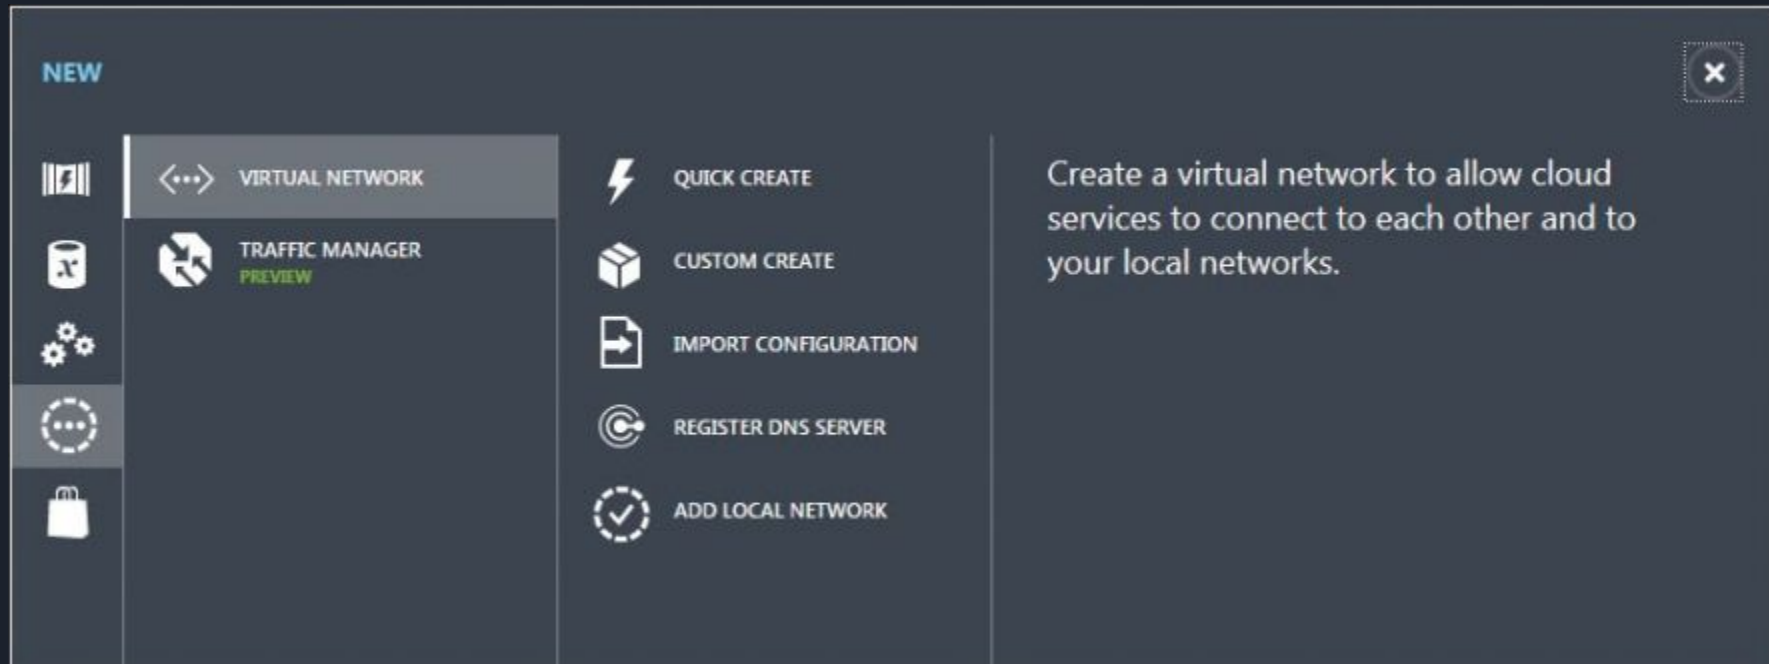 NEW
VIRTUAL NETWORK
TRAFFIC MANAGER
PREVIEW
QUICK CREATE
CUSTOM CREATE
IMPORT CONFIGURATION
REGISTER DNS SERVER
ADD LOCAL NETWORK
Create a virtual network to allow cloud
services to connect to each other and to
your local networks.